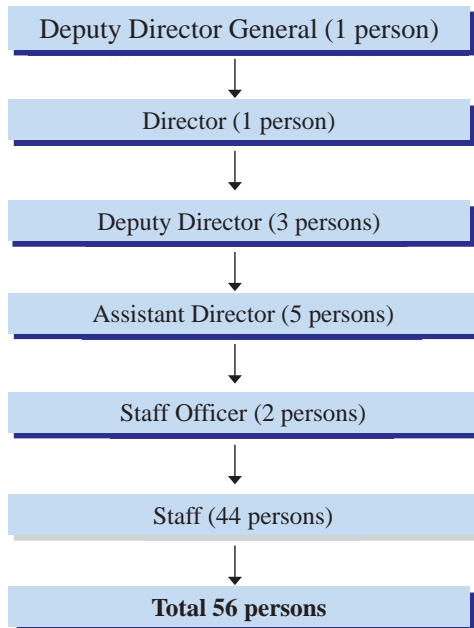 Deputy Director General (1 person)
Director (1 person)
Deputy Director (3 persons)
Assistant Director (5 persons)
Staff Officer (2 persons)
Staff (44 persons)
Total 56 persons